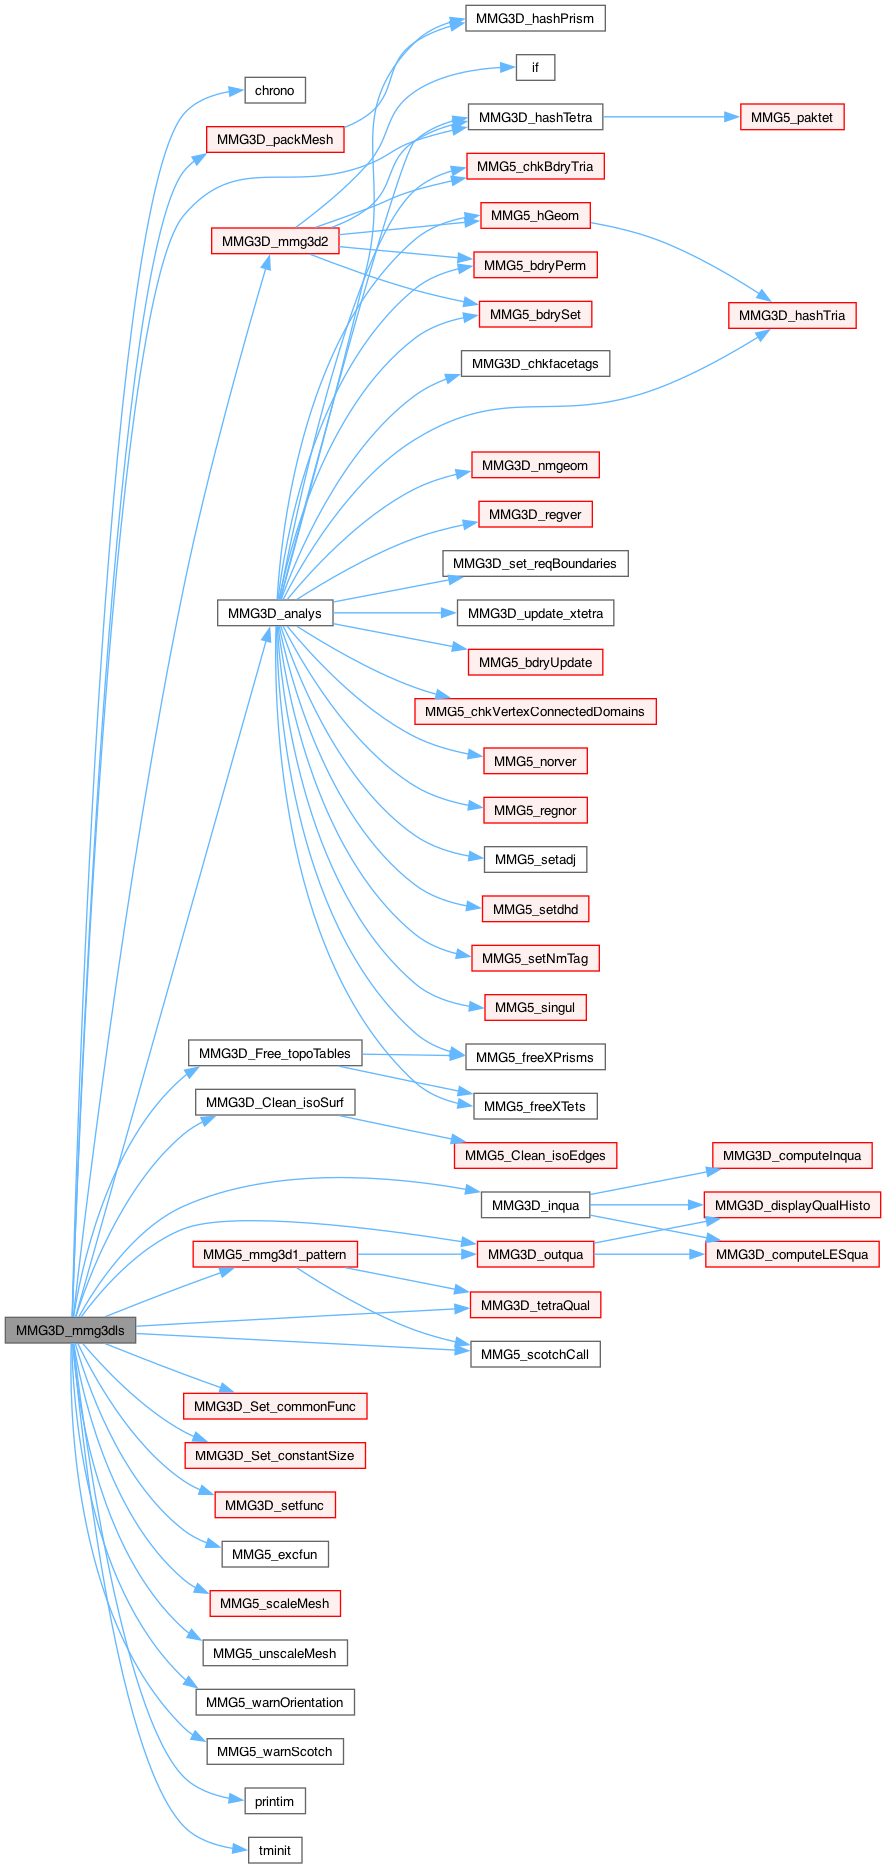 MMG3D_hashPrism
if
chrono
MMG3D_hashTetra
MMG5_paktet
MMG3D_packMesh
MMG5_chkBdryTria
MMG5_hGeom
MMG3D_mmg3d2
MMG5_bdryPerm
MMG5_bdrySet
MMG3D_hashTria
MMG3D_chkfacetags
MMG3D_nmgeom
MMG3D_regver
MMG3D_set_reqBoundaries
MMG3D_analys
MMG3D_update_xtetra
MMG5_bdryUpdate
MMG5_chkVertexConnectedDomains
MMG5_norver
MMG5_regnor
MMG5_setadj
MMG5_setdhd
MMG5_setNmTag
MMG5_singul
MMG3D_Free_topoTables
MMG5_freeXPrisms
MMG3D_Clean_isoSurf
MMG5_freeXTets
MMG5_Clean_isoEdges
MMG3D_computeInqua
MMG3D_inqua
MMG3D_displayQualHisto
MMG5_mmg3d1_pattern
MMG3D_outqua
MMG3D_computeLESqua
MMG3D_tetraQual
MMG3D_mmg3dls
MMG5_scotchCall
MMG3D_Set_commonFunc
MMG3D_Set_constantSize
MMG3D_setfunc
MMG5_excfun
MMG5_scaleMesh
MMG5_unscaleMesh
MMG5_warnOrientation
MMG5_warnScotch
printim
tminit